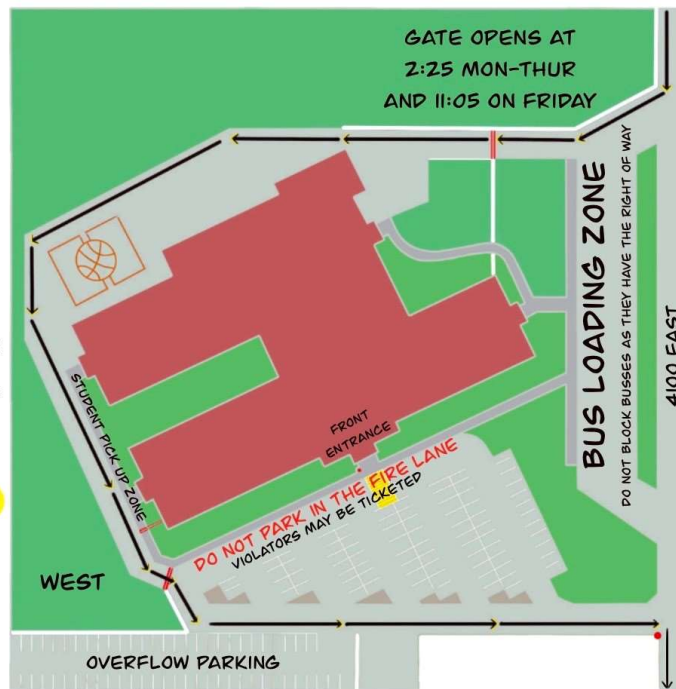 GATE OPENS AT
2:25 MON-THUR
AND 11:05 ON FRIDAY
BUS LOADING ZONE
DO NOT BLOCK BUSSES AS THEY HAVE THE RIGHT OF WAY
4100 EAST
STUDENT PICK UP ZONE
FRONT
ENTRANCE
DO NOT PARK IN THE FIRE LANE
VIOLATORS MAY BE TICKETED
WEST
OVERFLOW PARKING